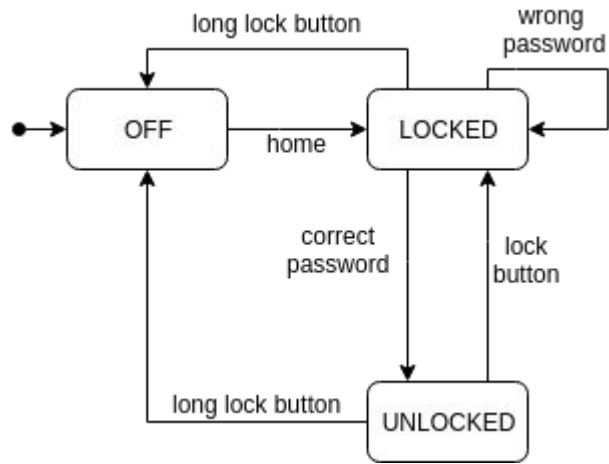 wrong
password
long lock button
OFF
LOCKED
home
correct
password
lock
button
long lock button
UNLOCKED